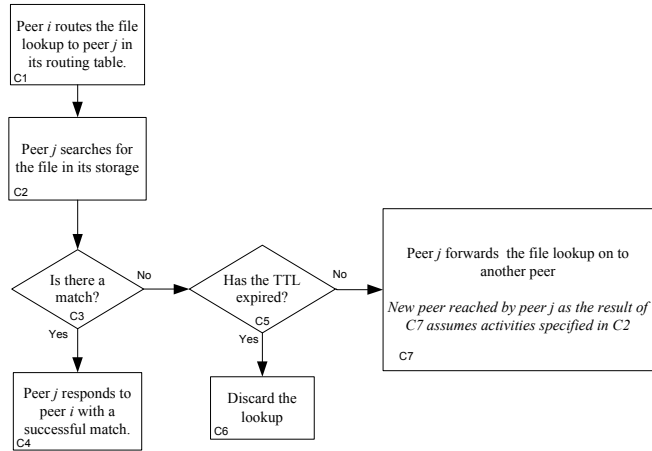 Peer i routes the file
lookup to peer j in
its routing table.
C1
Peer j searches for
the file in its storage
C2
Is there a
match?
C3
No
Yes
Has the TTL
expired?
C5
No
Yes
Peer j forwards the file lookup on to
another peer
New peer reached by peer j as the result of
C7 assumes activities specified in C2
C7
Peer j responds to
peer i with a
successful match.
C4
Discard the
lookup
C6